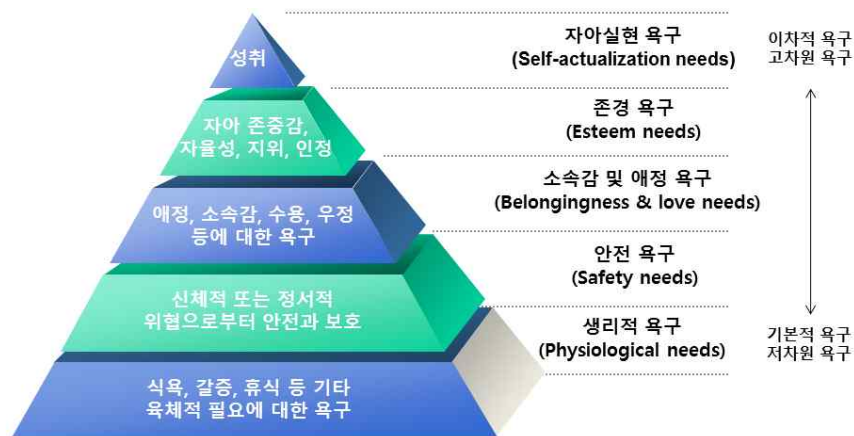 성취
자아실현 욕구
(Self-actualization needs)
이차적 욕구
고차원 욕구
자아 존중감,
자율성, 지위, 인정
존경 욕구
(Esteem needs)
애정, 소속감, 수용, 우정
등에 대한 욕구
소속감 및 애정 욕구
(Belongingness & love needs)
신체적 또는 정서적
위협으로부터 안전과 보호
안전 욕구
(Safety needs)
식욕, 갈증, 휴식 등 기타
육체적 필요에 대한 욕구
생리적 욕구
(Physiological needs)
기본적 욕구
저차원 욕구